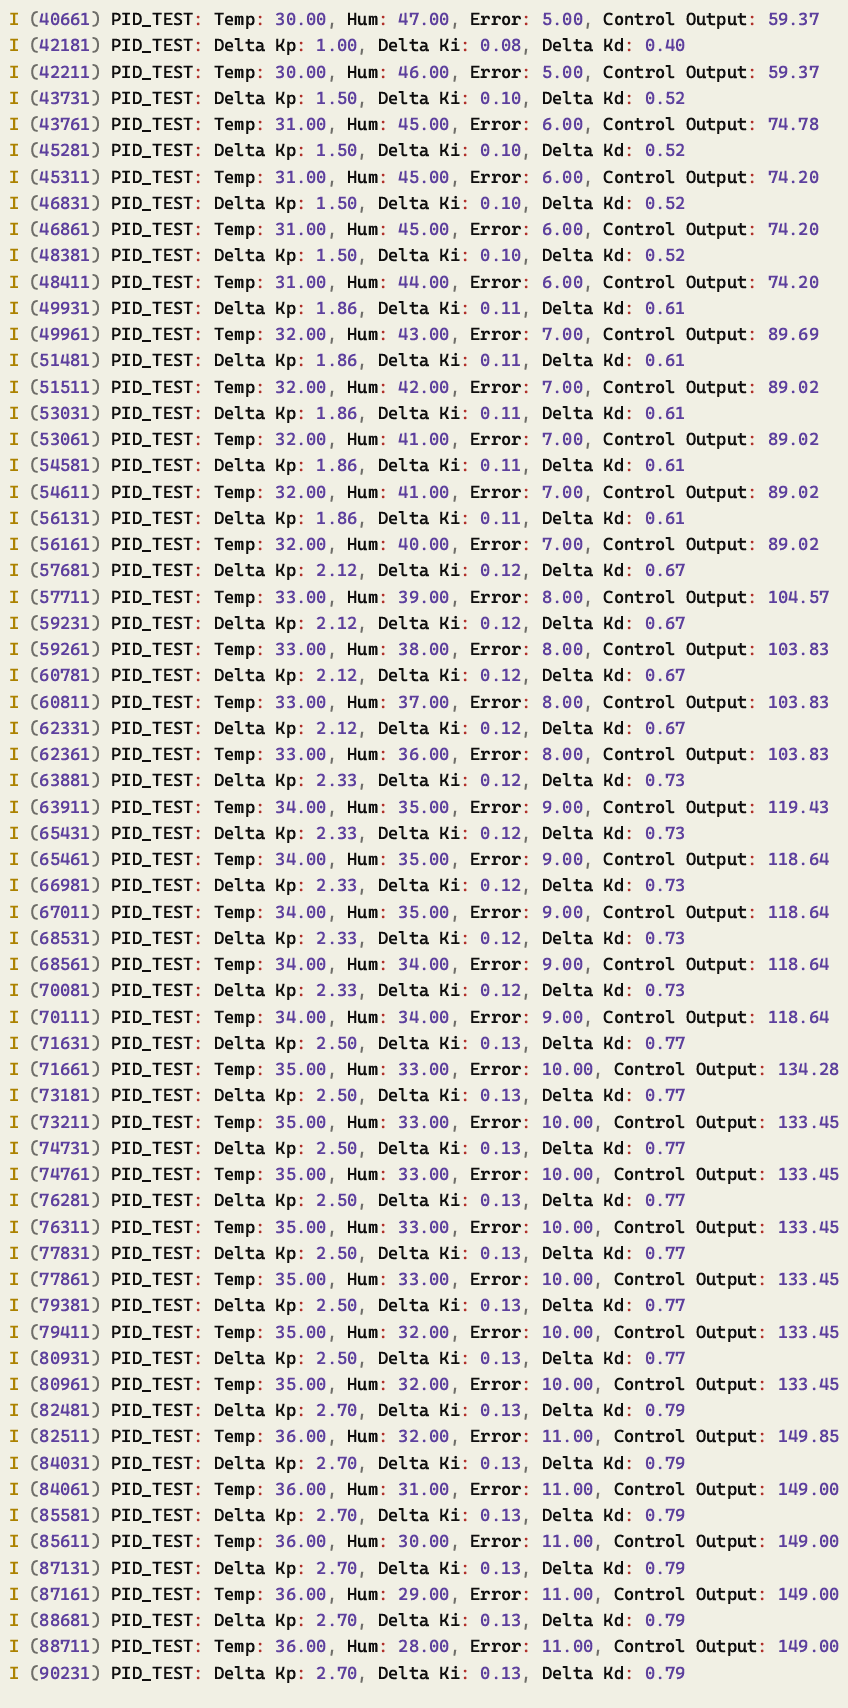 I (40661) PID_TEST: Temp: 30.00, Hum: 47.00, Error: 5.00, Control Output: 59.37
I (42181) PID_TEST: Delta Kp: 1.00, Delta Ki: 0.08, Delta Kd: 0.40
I (42211) PID_TEST: Temp: 30.00, Hum: 46.00, Error: 5.00, Control Output: 59.37
I (43731) PID_TEST: Delta Kp: 1.50, Delta Ki: 0.10, Delta Kd: 0.52
I (43761) PID_TEST: Temp: 31.00, Hum: 45.00, Error: 6.00, Control Output: 74.78
I (45281) PID_TEST: Delta Kp: 1.50, Delta Ki: 0.10, Delta Kd: 0.52
I (45311) PID_TEST: Temp: 31.00, Hum: 45.00, Error: 6.00, Control Output: 74.20
I (46831) PID_TEST: Delta Kp: 1.50, Delta Ki: 0.10, Delta Kd: 0.52
I (46861) PID_TEST: Temp: 31.00, Hum: 45.00, Error: 6.00, Control Output: 74.20
I (48381) PID_TEST: Delta Kp: 1.50, Delta Ki: 0.10, Delta Kd: 0.52
I (48411) PID_TEST: Temp: 31.00, Hum: 44.00, Error: 6.00, Control Output: 74.20
I (49931) PID_TEST: Delta Kp: 1.86, Delta Ki: 0.11, Delta Kd: 0.61
I (49961) PID_TEST: Temp: 32.00, Hum: 43.00, Error: 7.00, Control Output: 89.69
I (51481) PID_TEST: Delta Kp: 1.86, Delta Ki: 0.11, Delta Kd: 0.61
I (51511) PID_TEST: Temp: 32.00, Hum: 42.00, Error: 7.00, Control Output: 89.02
I (53031) PID_TEST: Delta Kp: 1.86, Delta Ki: 0.11, Delta Kd: 0.61
I (53061) PID_TEST: Temp: 32.00, Hum: 41.00, Error: 7.00, Control Output: 89.02
I (54581) PID_TEST: Delta Kp: 1.86, Delta Ki: 0.11, Delta Kd: 0.61
I (54611) PID_TEST: Temp: 32.00, Hum: 41.00, Error: 7.00, Control Output: 89.02
I (56131) PID_TEST: Delta Kp: 1.86, Delta Ki: 0.11, Delta Kd: 0.61
I (56161) PID_TEST: Temp: 32.00, Hum: 40.00, Error: 7.00, Control Output: 89.02
I (57681) PID_TEST: Delta Kp: 2.12, Delta Ki: 0.12, Delta Kd: 0.67
I (57711) PID_TEST: Temp: 33.00, Hum: 39.00, Error: 8.00, Control Output: 104.57
I (59231) PID_TEST: Delta Kp: 2.12, Delta Ki: 0.12, Delta Kd: 0.67
I (59261) PID_TEST: Temp: 33.00, Hum: 38.00, Error: 8.00, Control Output: 103.83
I (60781) PID_TEST: Delta Kp: 2.12, Delta Ki: 0.12, Delta Kd: 0.67
I (60811) PID_TEST: Temp: 33.00, Hum: 37.00, Error: 8.00, Control Output: 103.83
I (62331) PID_TEST: Delta Kp: 2.12, Delta Ki: 0.12, Delta Kd: 0.67
I (62361) PID_TEST: Temp: 33.00, Hum: 36.00, Error: 8.00, Control Output: 103.83
I (63881) PID_TEST: Delta Kp: 2.33, Delta Ki: 0.12, Delta Kd: 0.73
I (63911) PID_TEST: Temp: 34.00, Hum: 35.00, Error: 9.00, Control Output: 119.43
I (65431) PID_TEST: Delta Kp: 2.33, Delta Ki: 0.12, Delta Kd: 0.73
I (65461) PID_TEST: Temp: 34.00, Hum: 35.00, Error: 9.00, Control Output: 118.64
I (66981) PID_TEST: Delta Kp: 2.33, Delta Ki: 0.12, Delta Kd: 0.73
I (67011) PID_TEST: Temp: 34.00, Hum: 35.00, Error: 9.00, Control Output: 118.64
I (68531) PID_TEST: Delta Kp: 2.33, Delta Ki: 0.12, Delta Kd: 0.73
I (68561) PID_TEST: Temp: 34.00, Hum: 34.00, Error: 9.00, Control Output: 118.64
I (70081) PID_TEST: Delta Kp: 2.33, Delta Ki: 0.12, Delta Kd: 0.73
I (70111) PID_TEST: Temp: 34.00, Hum: 34.00, Error: 9.00, Control Output: 118.64
I (71631) PID_TEST: Delta Kp: 2.50, Delta Ki: 0.13, Delta Kd: 0.77
I (71661) PID_TEST: Temp: 35.00, Hum: 33.00, Error: 10.00, Control Output: 134.28
I (73181) PID_TEST: Delta Kp: 2.50, Delta Ki: 0.13, Delta Kd: 0.77
I (73211) PID_TEST: Temp: 35.00, Hum: 33.00, Error: 10.00, Control Output: 133.45
I (74731) PID_TEST: Delta Kp: 2.50, Delta Ki: 0.13, Delta Kd: 0.77
I (74761) PID_TEST: Temp: 35.00, Hum: 33.00, Error: 10.00, Control Output: 133.45
I (76281) PID_TEST: Delta Kp: 2.50, Delta Ki: 0.13, Delta Kd: 0.77
I (76311) PID_TEST: Temp: 35.00, Hum: 33.00, Error: 10.00, Control Output: 133.45
I (77831) PID_TEST: Delta Kp: 2.50, Delta Ki: 0.13, Delta Kd: 0.77
I (77861) PID_TEST: Temp: 35.00, Hum: 33.00, Error: 10.00, Control Output: 133.45
I (79381) PID_TEST: Delta Kp: 2.50, Delta Ki: 0.13, Delta Kd: 0.77
I (79411) PID_TEST: Temp: 35.00, Hum: 32.00, Error: 10.00, Control Output: 133.45
I (80931) PID_TEST: Delta Kp: 2.50, Delta Ki: 0.13, Delta Kd: 0.77
I (80961) PID_TEST: Temp: 35.00, Hum: 32.00, Error: 10.00, Control Output: 133.45
I (82481) PID_TEST: Delta Kp: 2.70, Delta Ki: 0.13, Delta Kd: 0.79
I (82511) PID_TEST: Temp: 36.00, Hum: 32.00, Error: 11.00, Control Output: 149.85
I (84031) PID_TEST: Delta Kp: 2.70, Delta Ki: 0.13, Delta Kd: 0.79
I (84061) PID_TEST: Temp: 36.00, Hum: 31.00, Error: 11.00, Control Output: 149.00
I (85581) PID_TEST: Delta Kp: 2.70, Delta Ki: 0.13, Delta Kd: 0.79
I (85611) PID_TEST: Temp: 36.00, Hum: 30.00, Error: 11.00, Control Output: 149.00
I (87131) PID_TEST: Delta Kp: 2.70, Delta Ki: 0.13, Delta Kd: 0.79
I (87161) PID_TEST: Temp: 36.00, Hum: 29.00, Error: 11.00, Control Output: 149.00
I (88681) PID_TEST: Delta Kp: 2.70, Delta Ki: 0.13, Delta Kd: 0.79
I (88711) PID_TEST: Temp: 36.00, Hum: 28.00, Error: 11.00, Control Output: 149.00
I (90231) PID_TEST: Delta Kp: 2.70, Delta Ki: 0.13, Delta Kd: 0.79